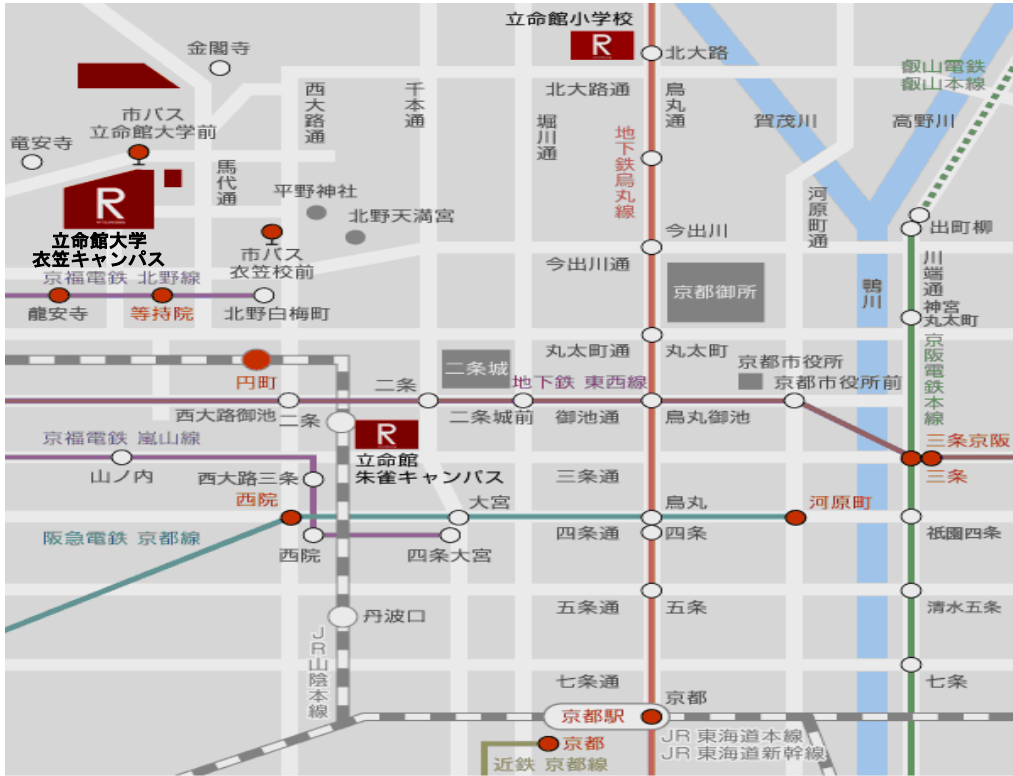 立命館小学校
R
北大路
金閣寺
叡山電鉄
叡山本線
西
大
路
通
千
本
通
北大路通
烏
丸
通
市バス
立命館大学前
堀
川
通
地
下
鉄
烏
丸
線
賀茂川
高野川
竜安寺
馬
代
通
平野神社
北野天満宮
河
原
町
通
R
立命館大学
衣笠キャンパス
市バス
衣笠校前
今出川
今出川通
出町柳
川
端
通
京福電鉄 北野線
龍安寺
等持院
北野白梅町
京都御所
鴨
川
神宮
丸太町
丸太町通
丸太町
京
阪
電
鉄
本
線
円町
二条
二条城
地下鉄 東西線
京都市役所
京都市役所前
西大路御池
二条
二条城前
御池通
烏丸御池
R
立命館
朱雀キャンパス
京福電鉄 嵐山線
山ノ内
西大路三条
三条通
三条京阪
三条
西院
大宮
烏丸
河原町
阪急電鉄 京都線
西院
四条大宮
四条通
四条
祇園四条
丹波口
五条通
五条
清水五条
J
R
山
陰
本
線
七条通
七条
京都
京都駅
JR 東海道本線
JR 東海道新幹線
京都
近鉄 京都線